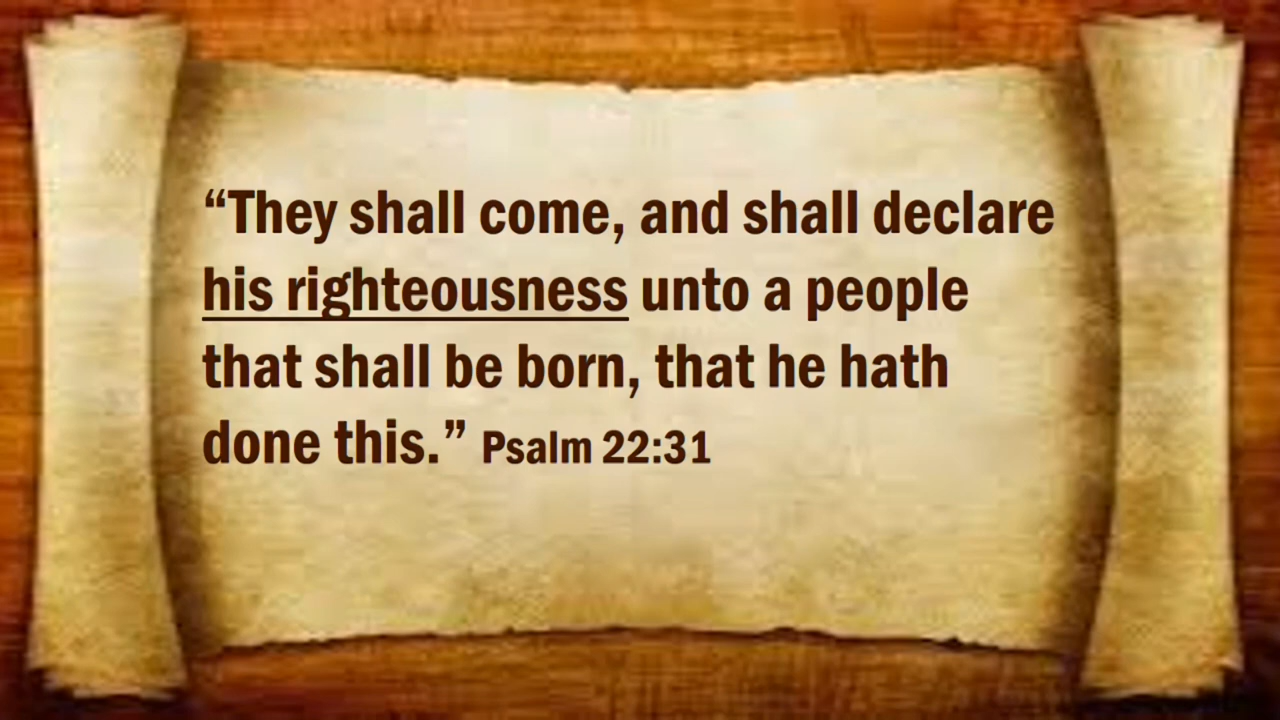 “They shall come, and shall declare
his righteousness unto a people
that shall be born, that he hath
done this.” Psalm 22:31